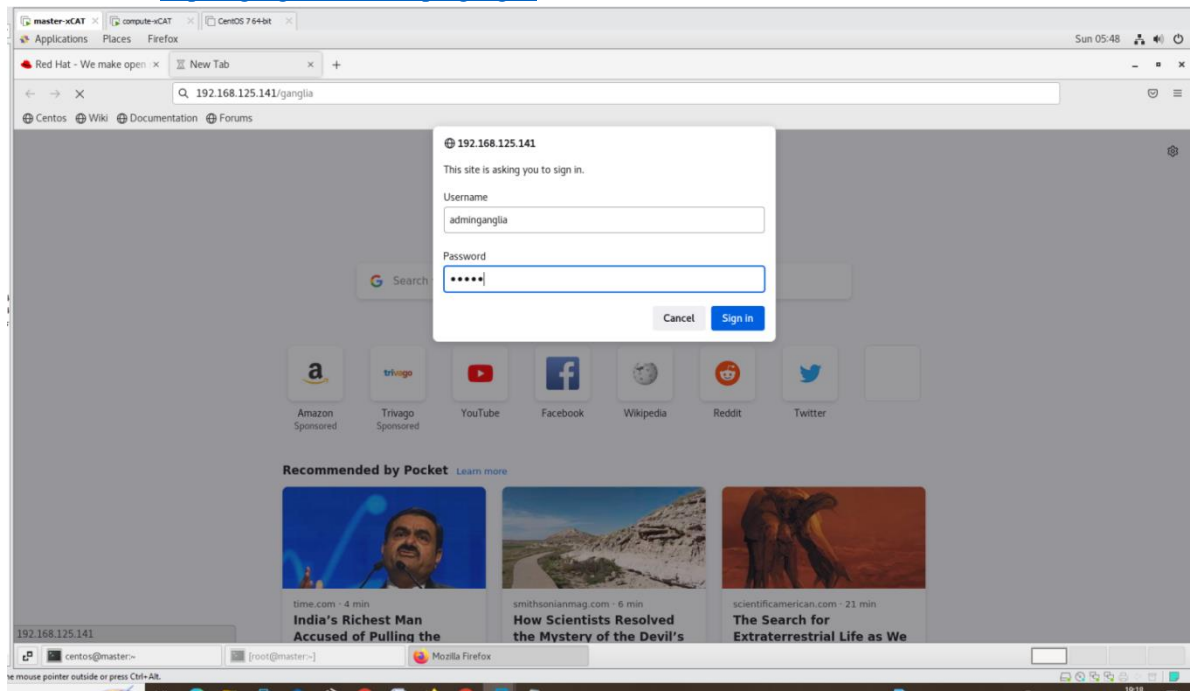 master-xCAT
compute-xCAT
CentOS 7 64-bit
Applications Places Firefox
Sun 05:48
Red Hat - We make open
New Tab
192.168.125.141/ganglia
Centos Wiki Documentation Forums
192.168.125.141
This site is asking you to sign in.
Username
adminganglia
Password
•••••
Cancel Sign in
Search
Amazon
Sponsored
trivago
Trivago
Sponsored
YouTube
Facebook
Wikipedia
Reddit
Twitter
Recommended by Pocket Learn more
time.com · 4 min
India's Richest Man
Accused of Pulling the
smithsonianmag.com · 6 min
How Scientists Resolved
the Mystery of the Devil's
scientificamerican.com · 21 min
The Search for
Extraterrestrial Life as We
192.168.125.141
centos@master:~
[root@master:~]
Mozilla Firefox
he mouse pointer outside or press Ctrl+Alt.
19:18